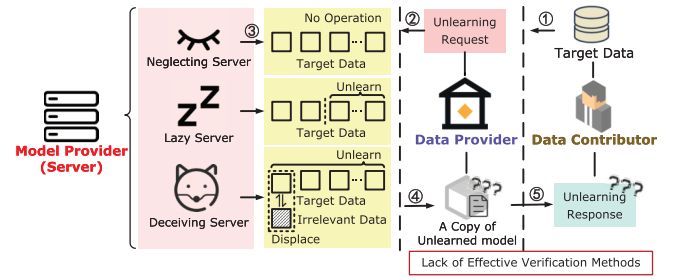 No Operation
③
Neglecting Server
Target Data
②
Unlearning
Request
①
Target Data
Unlearn
ZZ
Lazy Server
Target Data
Model Provider
(Server)
Data Provider
Data Contributor
Unlearn
Target Data
Irrelevant Data
Displace
Deceiving Server
④
???
A Copy of
Unlearned model
⑤
???
Unlearning
Response
Lack of Effective Verification Methods